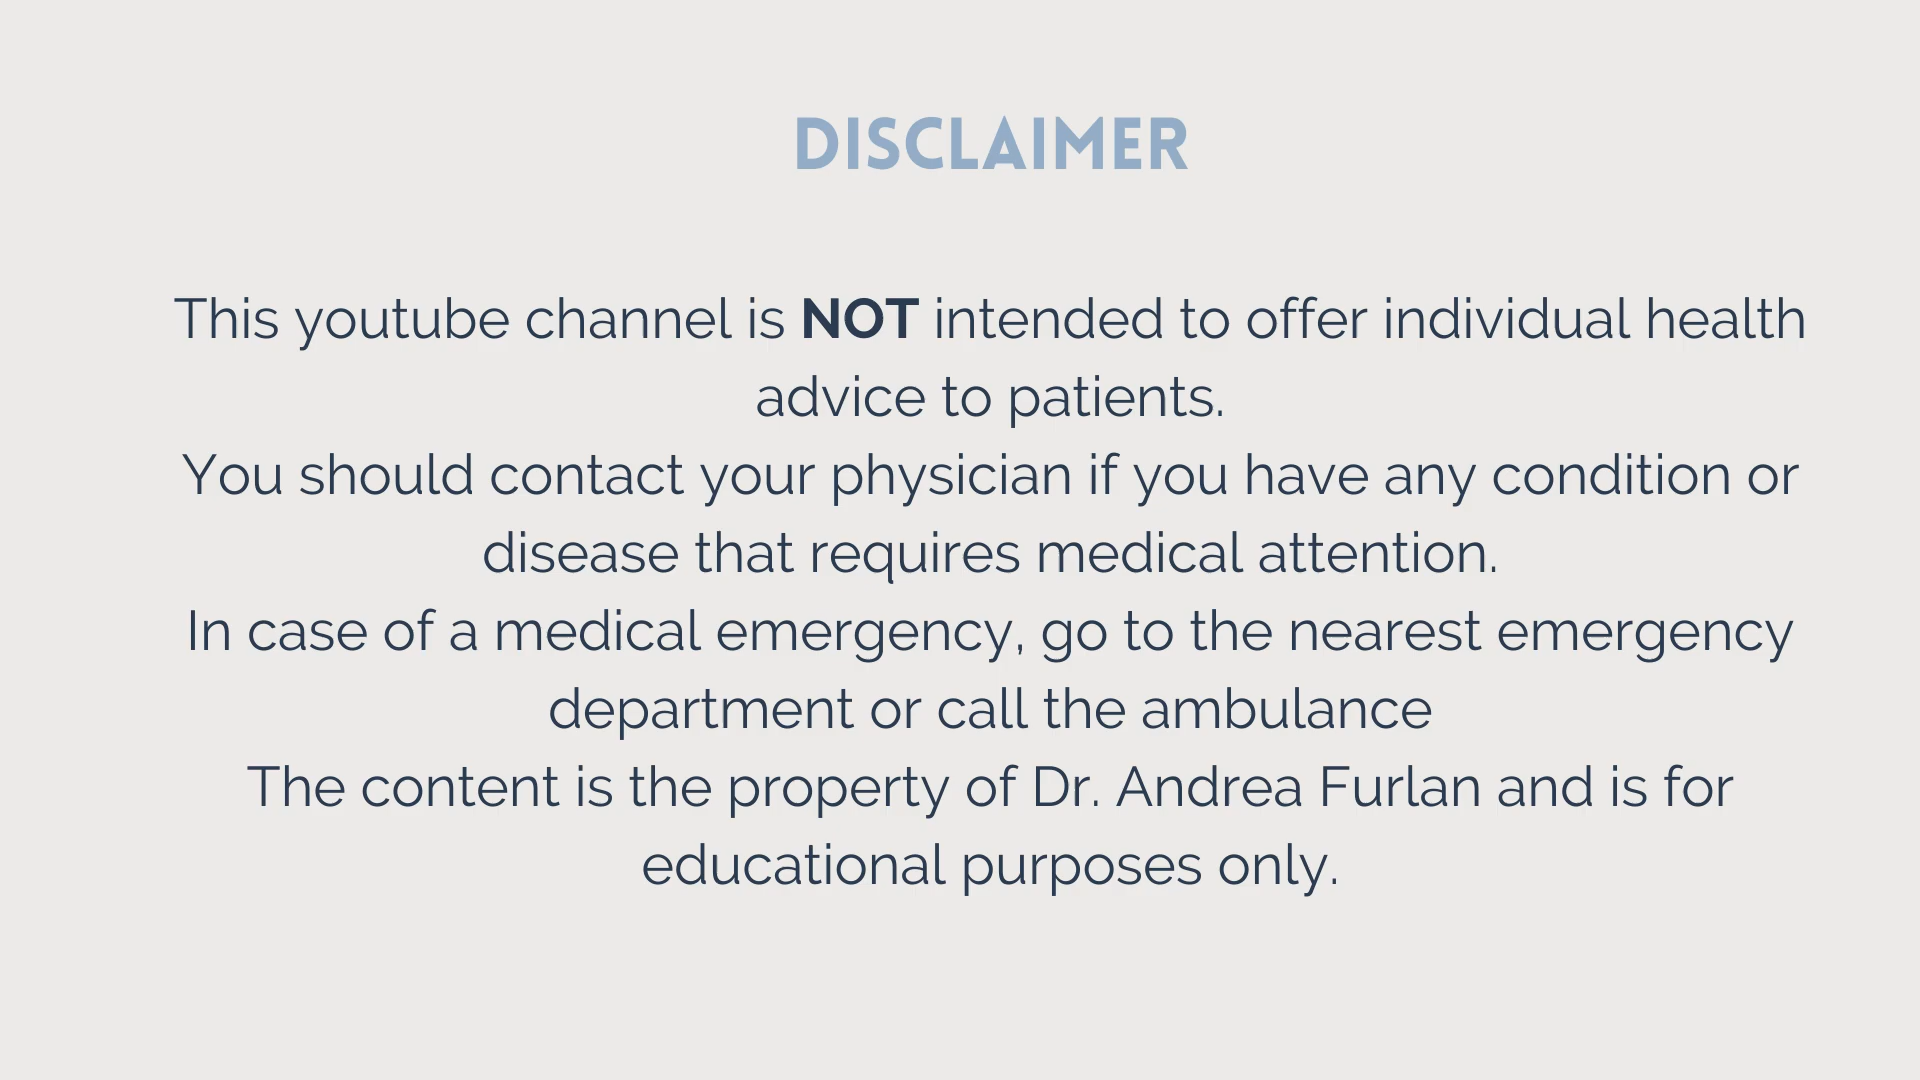 DISCLAIMER
This youtube channel is NOT intended to offer individual health
advice to patients.
You should contact your physician if you have any condition or
disease that requires medical attention.
In case of a medical emergency, go to the nearest emergency
department or call the ambulance
The content is the property of Dr. Andrea Furlan and is for
educational purposes only.